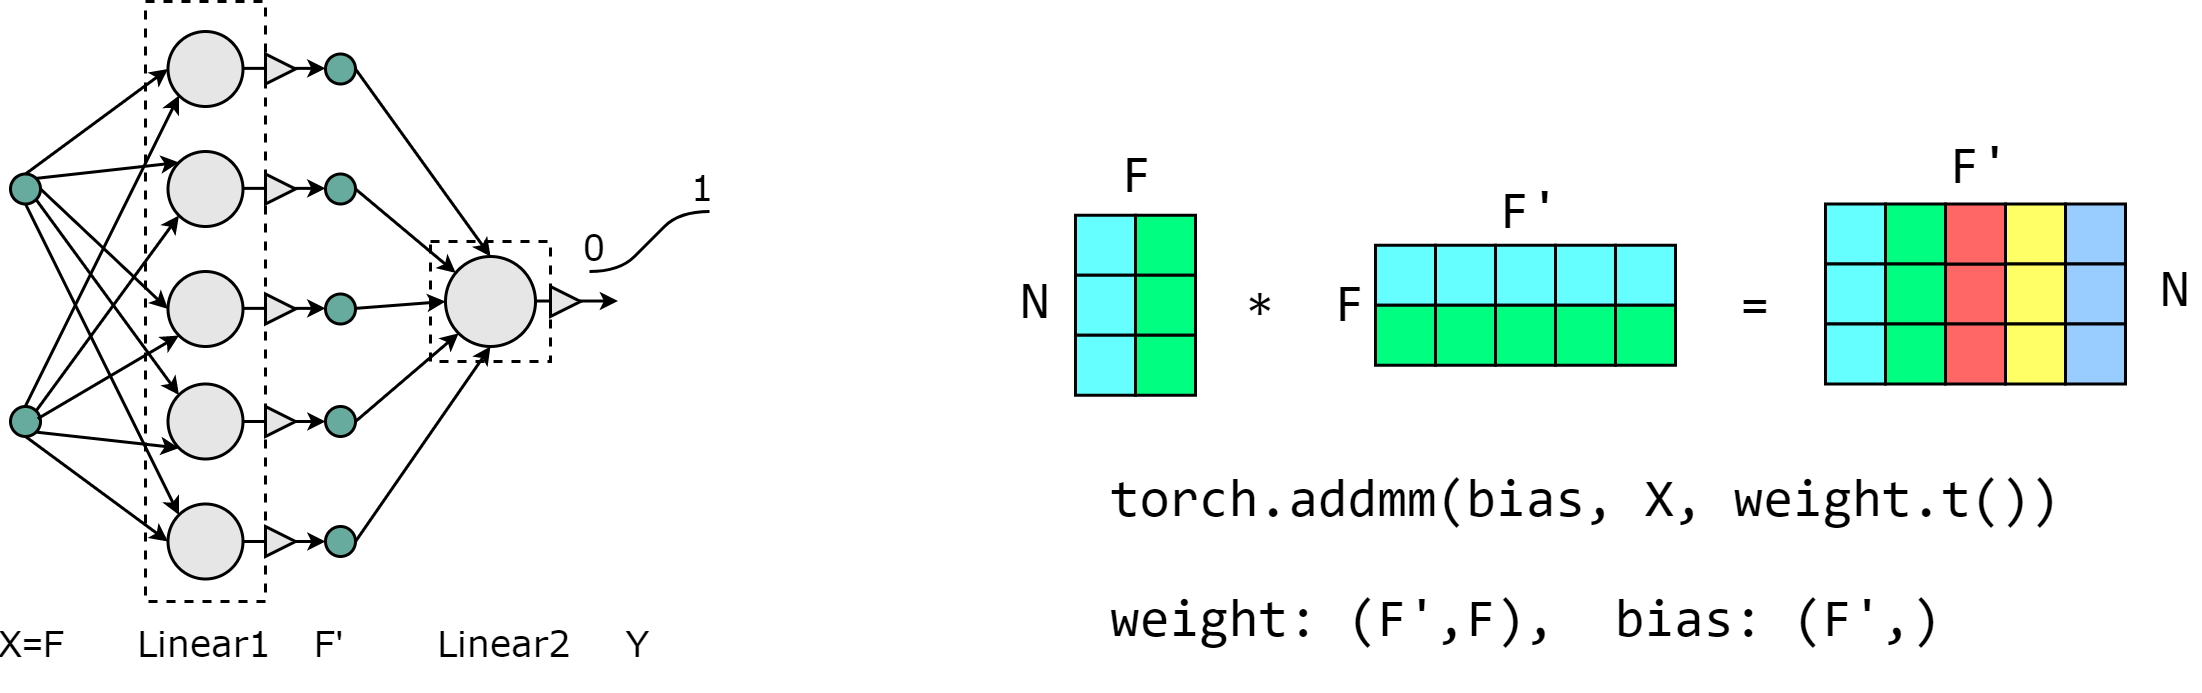 1
0
X=F Linear1 F' Linear2 Y
F
F'
F'
N * F = N
torch.addmm(bias, X, weight.t())
weight: (F',F), bias: (F',)